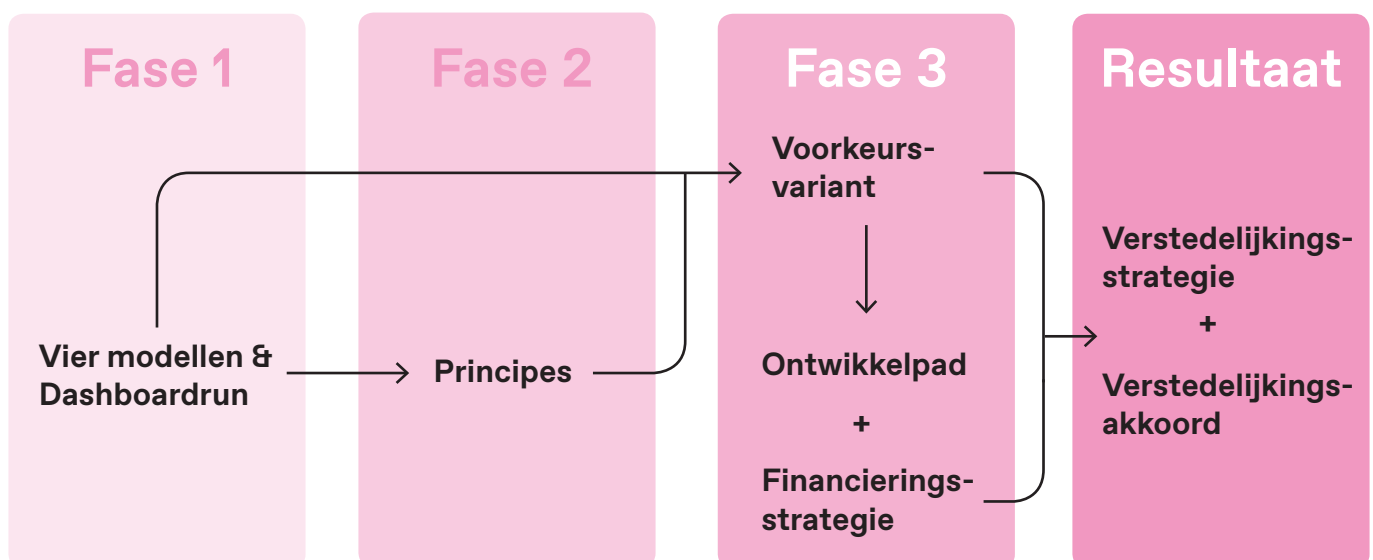 Fase 1
Vier modellen &
Dashboardrun
Fase 2
Principes
Fase 3
Voorkeurs-
variant
Ontwikkelpad
+
Financierings-
strategie
Resultaat
Verstedelijkings-
strategie
+
Verstedelijkings-
akkoord